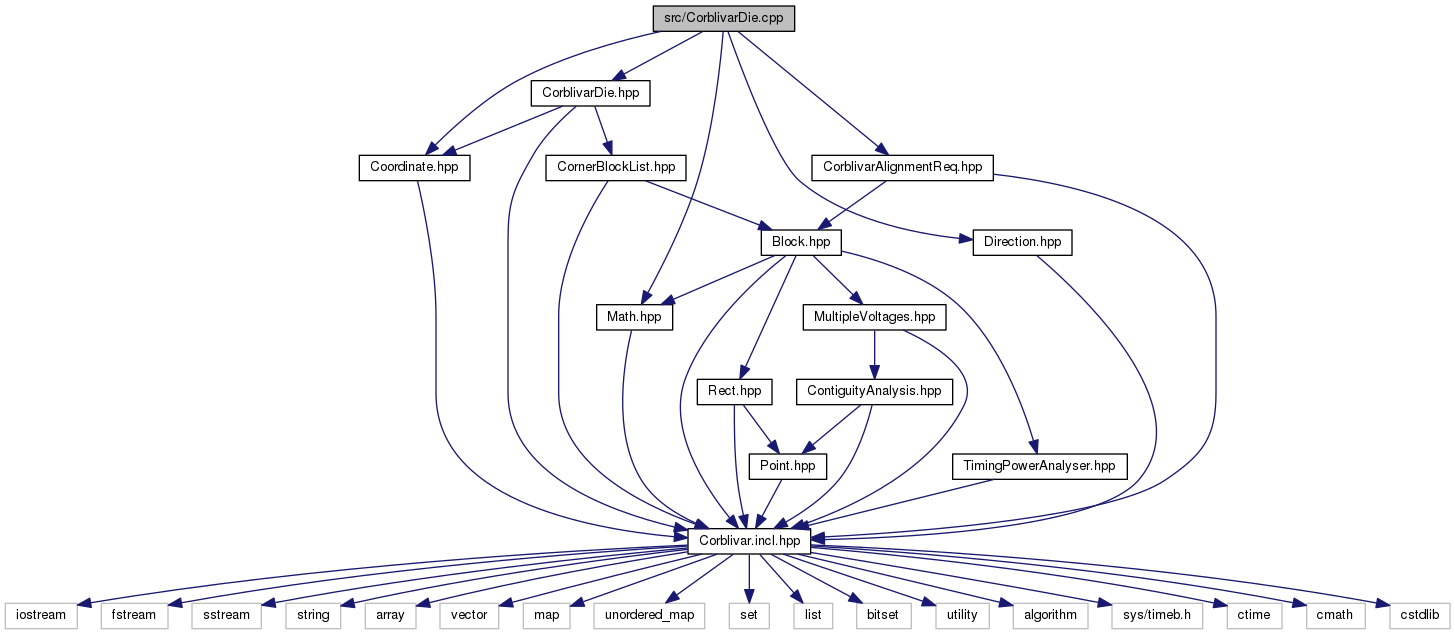 src/CorblivarDie.cpp
CorblivarDie.hpp
Coordinate.hpp
CornerBlockList.hpp
CorblivarAlignmentReq.hpp
Block.hpp
Direction.hpp
Math.hpp
MultipleVoltages.hpp
Rect.hpp
ContiguityAnalysis.hpp
Point.hpp
TimingPowerAnalyser.hpp
Corblivar.incl.hpp
iostream
fstream
sstream
string
array
vector
map
unordered_map
set
list
bitset
utility
algorithm
sys/timeb.h
ctime
cmath
cstdlib